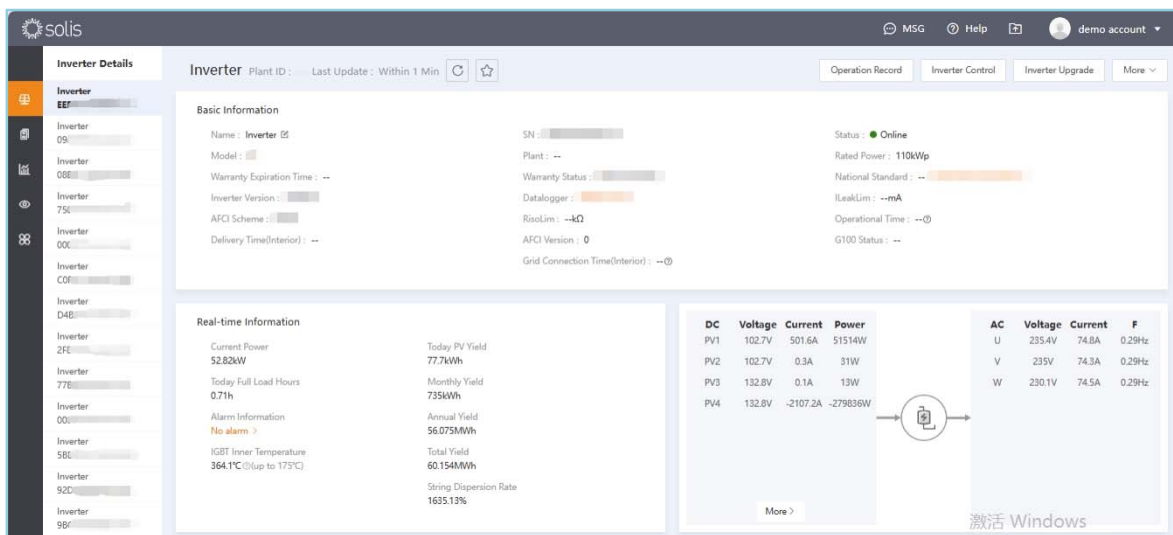 solis
MSG
Help
demo account
Inverter Details
Inverter
Inverter
09
Inverter
08E
Inverter
750
Inverter
000
Inverter
Inverter
D4B
Inverter
2FE
Inverter
77B
Inverter
Inverter
Inverter
92D
Inverter
Inverter Plant ID : Last Update : Within 1 Min
Operation Record Inverter Control Inverter Upgrade More
Basic Information
Name : Inverter SN : Status : Online
Model : Plant : -- Rated Power : 110kWp
Warranty Expiration Time : -- Warranty Status : National Standard : --
Inverter Version : Datalogger : ILeakLim : --mA
AFCI Scheme : RisoLim : --kΩ Operational Time : --
Delivery Time(Interior) : -- AFCI Version : 0 G100 Status : --
Grid Connection Time(Interior) : --
Real-time Information
Current Power Today PV Yield
52.82kW 77.7kWh
Today Full Load Hours Monthly Yield
0.71h 735kWh
Alarm Information Annual Yield
No alarm > 56.075MWh
IGBT Inner Temperature Total Yield
364.1℃ (up to 175℃) 60.154MWh
String Dispersion Rate
1635.13%
DC Voltage Current Power
PV1 102.7V 501.6A 51514W
PV2 102.7V 0.3A 31W
PV3 132.8V 0.1A 13W
PV4 132.8V -2107.2A -279836W
More >
AC Voltage Current F
U 235.4V 74.8A 0.29Hz
V 235V 74.3A 0.29Hz
W 230.1V 74.5A 0.29Hz
激活 Windows